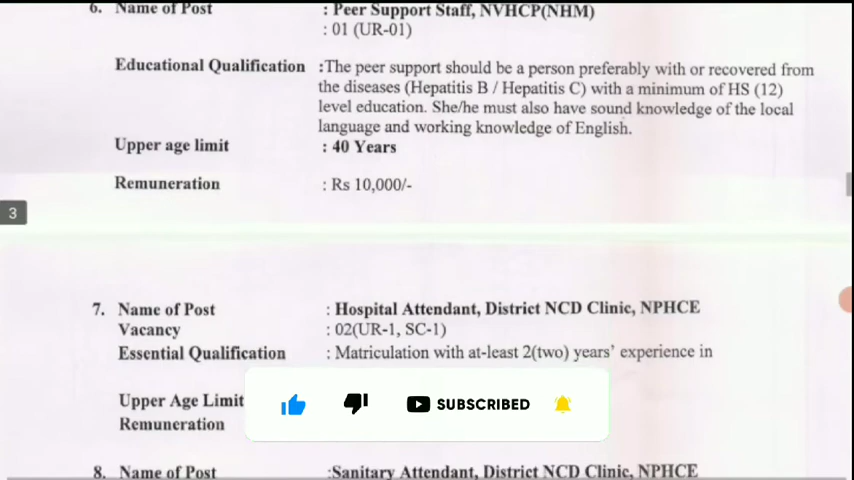 6. Name of Post : Peer Support Staff, NVHCP(NHM)
: 01 (UR-01)
Educational Qualification :The peer support should be a person preferably with or recovered from
the diseases (Hepatitis B / Hepatitis C) with a minimum of HS (12)
level education. She/he must also have sound knowledge of the local
language and working knowledge of English.
Upper age limit : 40 Years
Remuneration : Rs 10,000/-
3
7. Name of Post : Hospital Attendant, District NCD Clinic, NPHCE
Vacancy : 02(UR-1, SC-1)
Essential Qualification : Matriculation with at-least 2(two) years' experience in
Upper Age Limit
Remuneration
SUBSCRIBED
8. Name of Post :Sanitary Attendant, District NCD Clinic, NPHCE